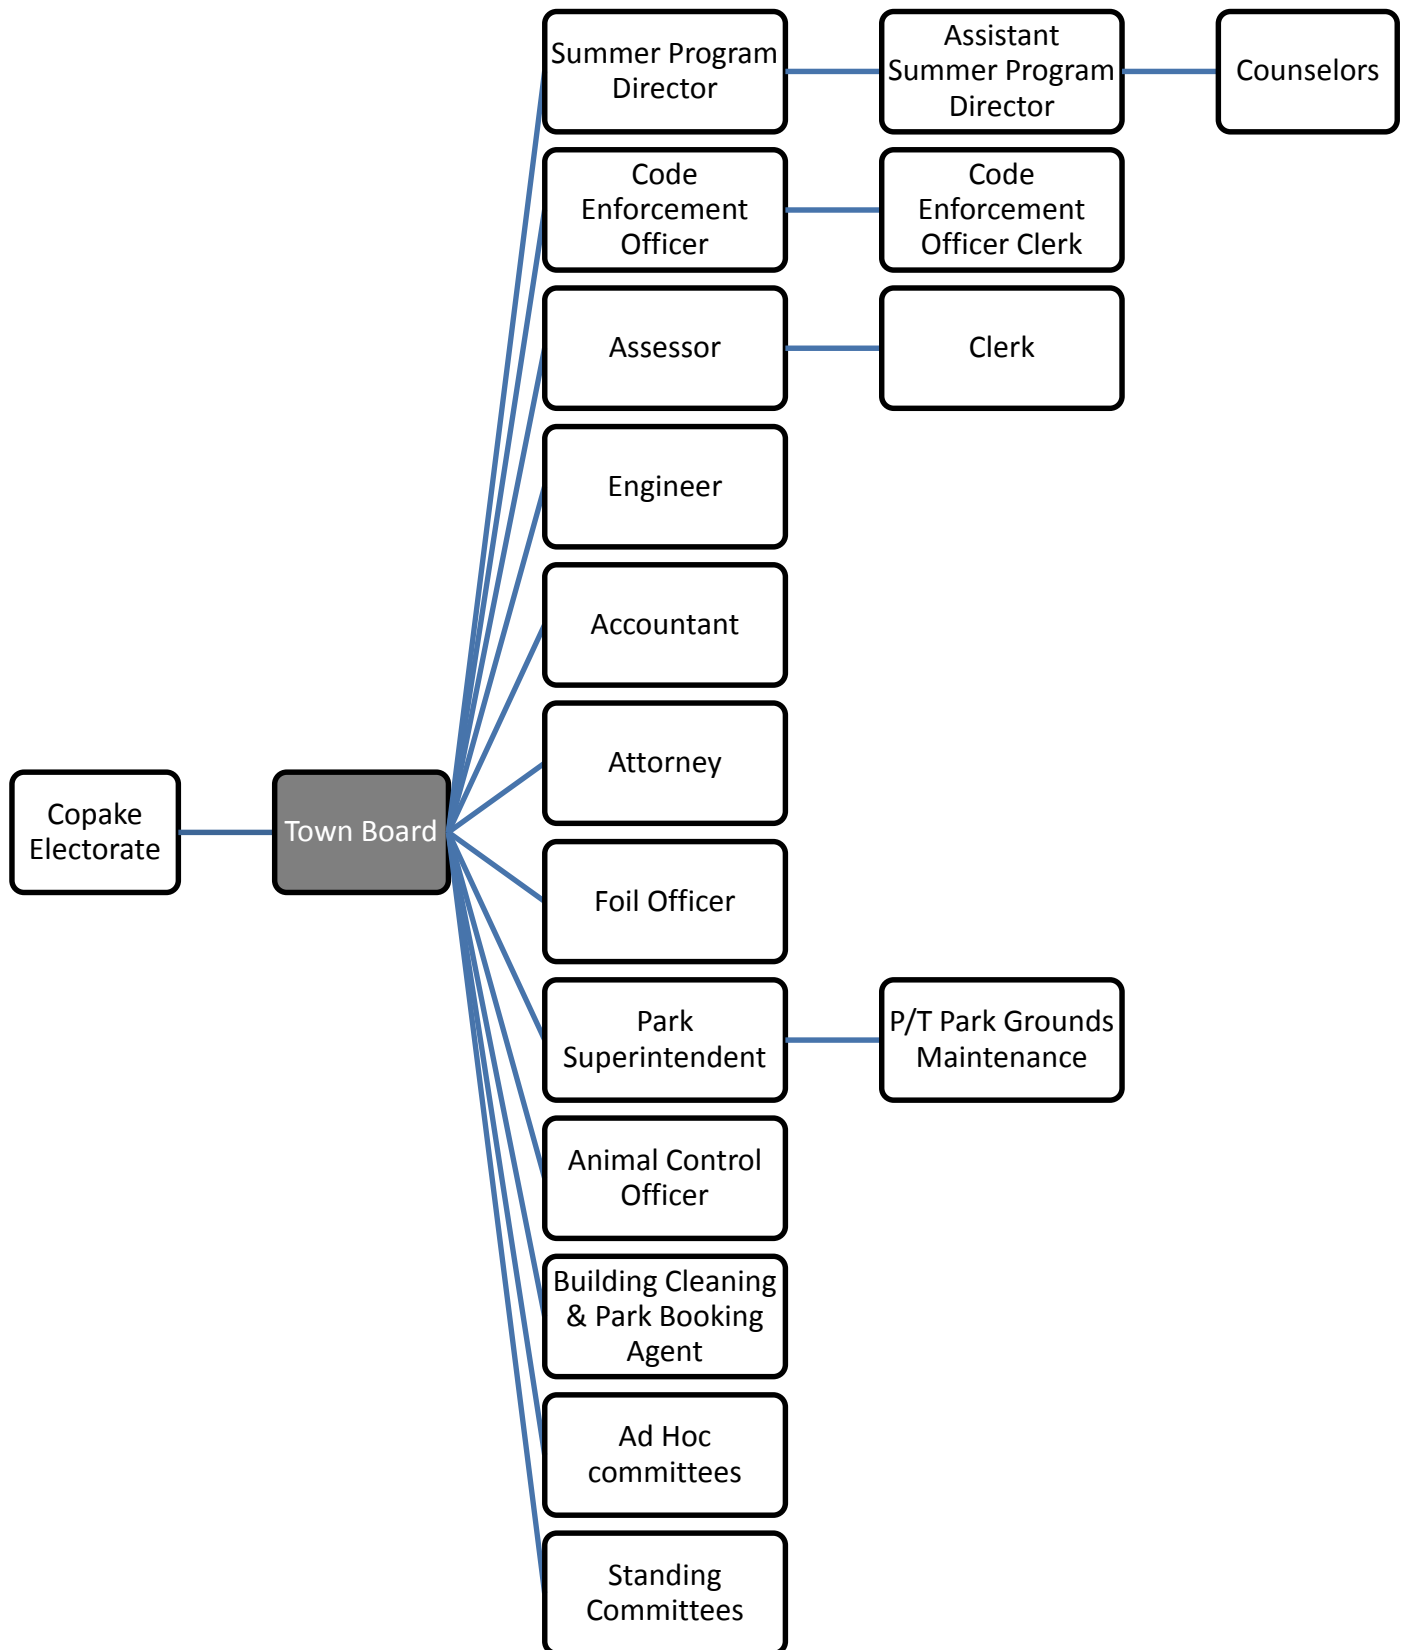 Summer Program
Director
Assistant
Summer Program
Director
Counselors
Code
Enforcement
Officer
Code
Enforcement
Officer Clerk
Assessor
Clerk
Engineer
Accountant
Attorney
Copake
Electorate
Town Board
Foil Officer
Park
Superintendent
P/T Park Grounds
Maintenance
Animal Control
Officer
Building Cleaning
& Park Booking
Agent
Ad Hoc
committees
Standing
Committees